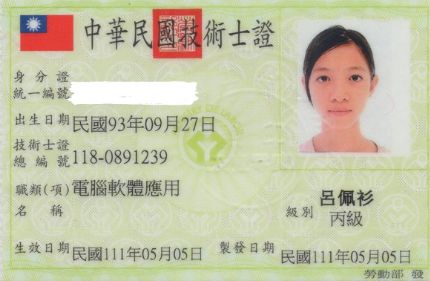 中華民國技術士證
身分證
統一編號
出生日期 民國93年09月27日
技術士證
總編號 118-0891239
職類(項) 電腦軟體應用
名稱
呂佩衫
級別 丙級
生效日期 民國111年05月05日 製發日期 民國111年05月05日
勞動部 發